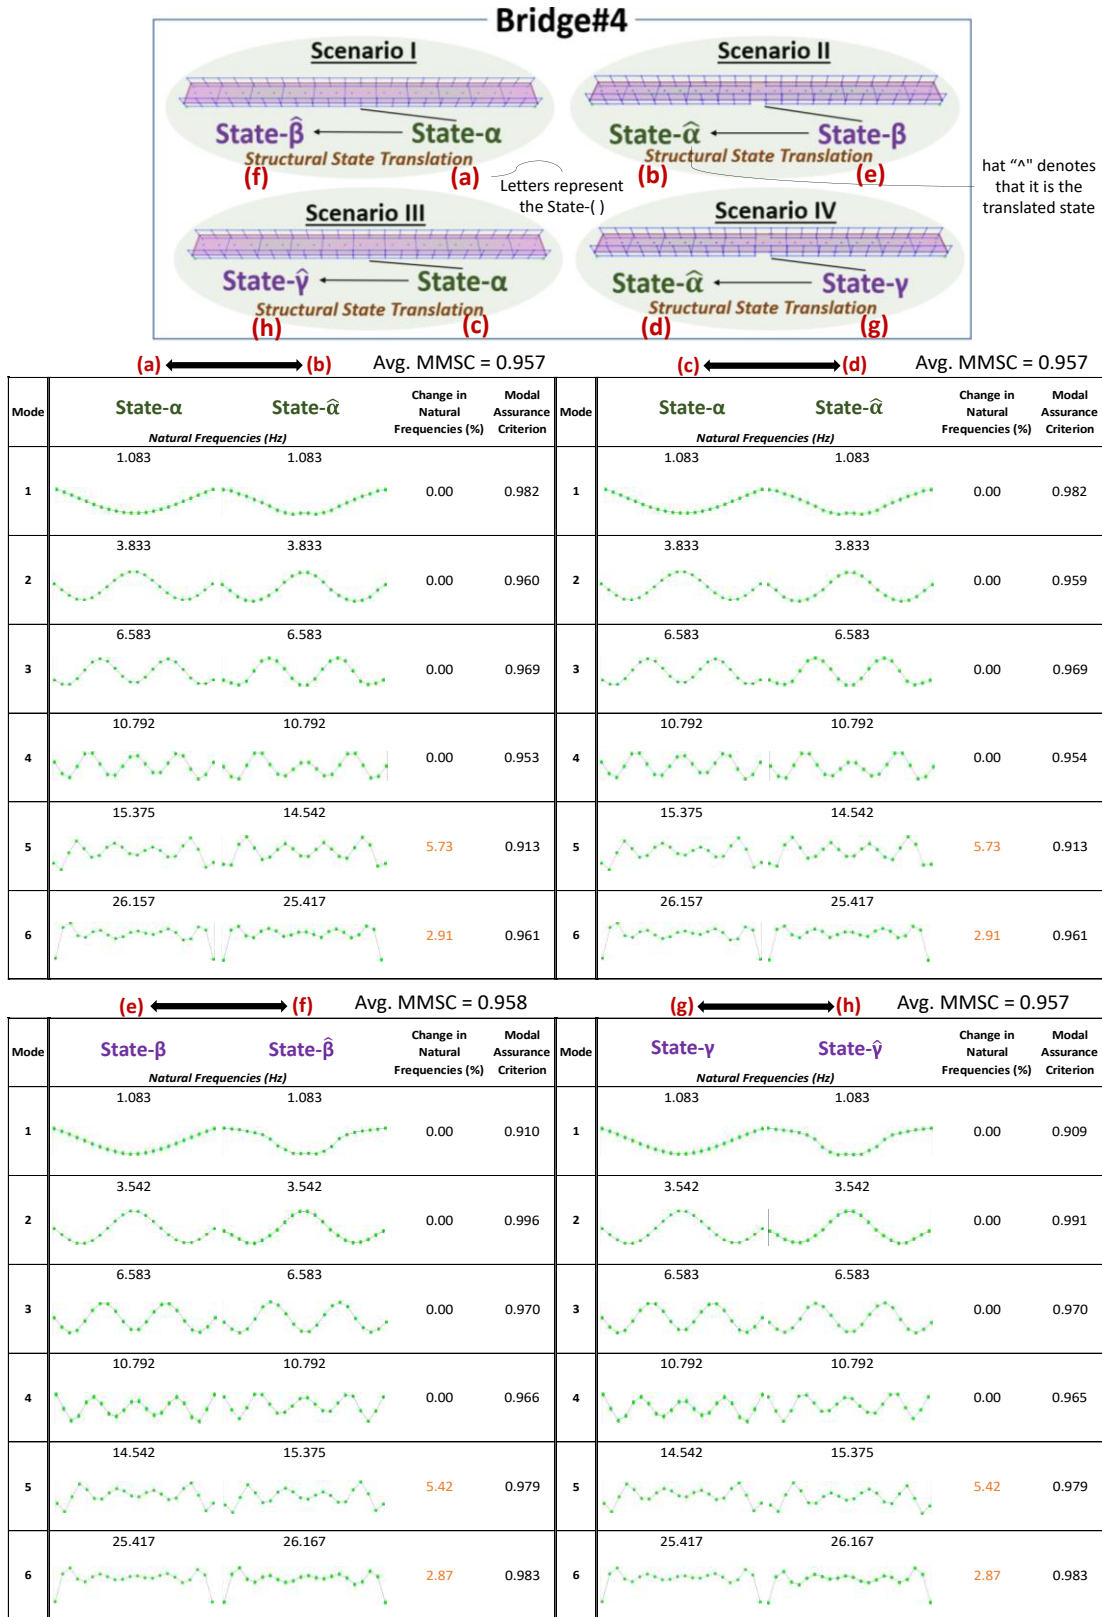 Bridge#4
Scenario I
State-β̂ State-α
Structural State Translation
(f) (a)
Scenario II
State-α̂ State-β
Structural State Translation
(b) (e)
Letters represent
the State-( )
hat “^" denotes
that it is the
translated state
Scenario III
State-γ̂ State-α
Structural State Translation
(h) (c)
Scenario IV
State-α̂ State-γ
Structural State Translation
(d) (g)
(a) (b) Avg. MMSC = 0.957
Mode State-α State-α̂ Change in Natural Frequencies (%) Modal Assurance Criterion
Natural Frequencies (Hz)
1 1.083 1.083 0.00 0.982
2 3.833 3.833 0.00 0.960
3 6.583 6.583 0.00 0.969
4 10.792 10.792 0.00 0.953
5 15.375 14.542 5.73 0.913
6 26.157 25.417 2.91 0.961
(c) (d) Avg. MMSC = 0.957
Mode State-α State-α̂ Change in Natural Frequencies (%) Modal Assurance Criterion
Natural Frequencies (Hz)
1 1.083 1.083 0.00 0.982
2 3.833 3.833 0.00 0.959
3 6.583 6.583 0.00 0.969
4 10.792 10.792 0.00 0.954
5 15.375 14.542 5.73 0.913
6 26.157 25.417 2.91 0.961
(e) (f) Avg. MMSC = 0.958
Mode State-β State-β̂ Change in Natural Frequencies (%) Modal Assurance Criterion
Natural Frequencies (Hz)
1 1.083 1.083 0.00 0.910
2 3.542 3.542 0.00 0.996
3 6.583 6.583 0.00 0.970
4 10.792 10.792 0.00 0.966
5 14.542 15.375 5.42 0.979
6 25.417 26.167 2.87 0.983
(g) (h) Avg. MMSC = 0.957
Mode State-γ State-γ̂ Change in Natural Frequencies (%) Modal Assurance Criterion
Natural Frequencies (Hz)
1 1.083 1.083 0.00 0.909
2 3.542 3.542 0.00 0.991
3 6.583 6.583 0.00 0.970
4 10.792 10.792 0.00 0.965
5 14.542 15.375 5.42 0.979
6 25.417 26.167 2.87 0.983